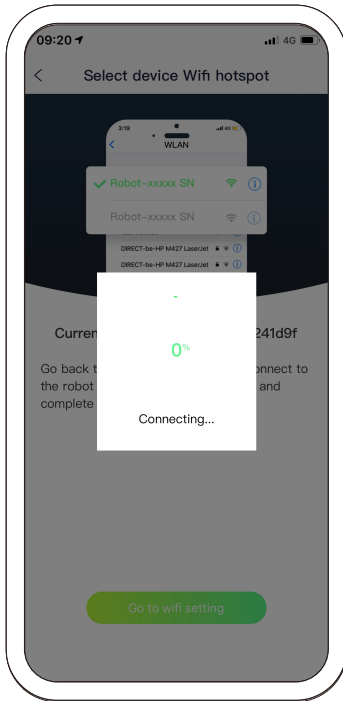 09:20
4G
Select device Wifi hotspot
3:19
4G
WLAN
Robot-xxxxx SN
Robot-xxxxx SN
DIRECT-be-HP M427 LaserJet
DIRECT-be-HP M427 LaserJet
-
Curren 241d9f
0%
Go back t onnect to
the robot and
complete
Connecting...
Go to wifi setting